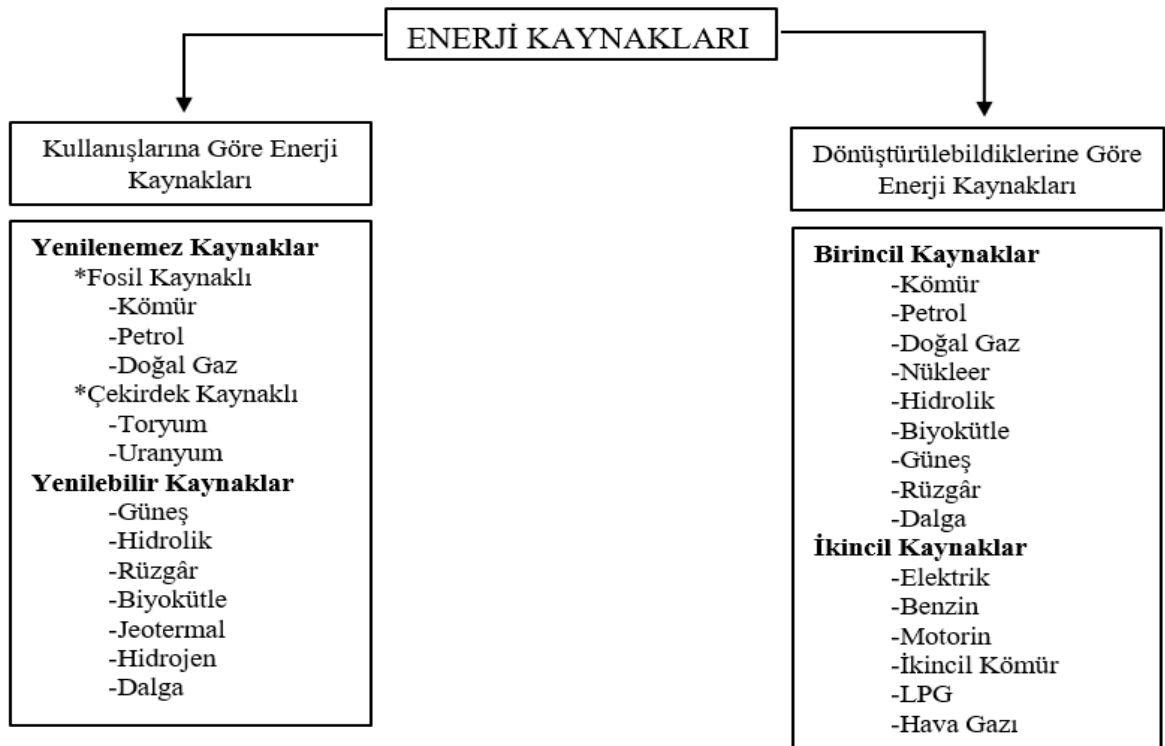 ENERJİ KAYNAKLARI
Kullanışlarına Göre Enerji
Kaynakları
Yenilenemez Kaynaklar
*Fosil Kaynaklı
-Kömür
-Petrol
-Doğal Gaz
*Çekirdek Kaynaklı
-Toryum
-Uranyum
Yenilebilir Kaynaklar
-Güneş
-Hidrolik
-Rüzgâr
-Biyokütle
-Jeotermal
-Hidrojen
-Dalga
Dönüştürülebildiklerine Göre
Enerji Kaynakları
Birincil Kaynaklar
-Kömür
-Petrol
-Doğal Gaz
-Nükleer
-Hidrolik
-Biyokütle
-Güneş
-Rüzgâr
-Dalga
İkincil Kaynaklar
-Elektrik
-Benzin
-Motorin
-İkincil Kömür
-LPG
-Hava Gazı